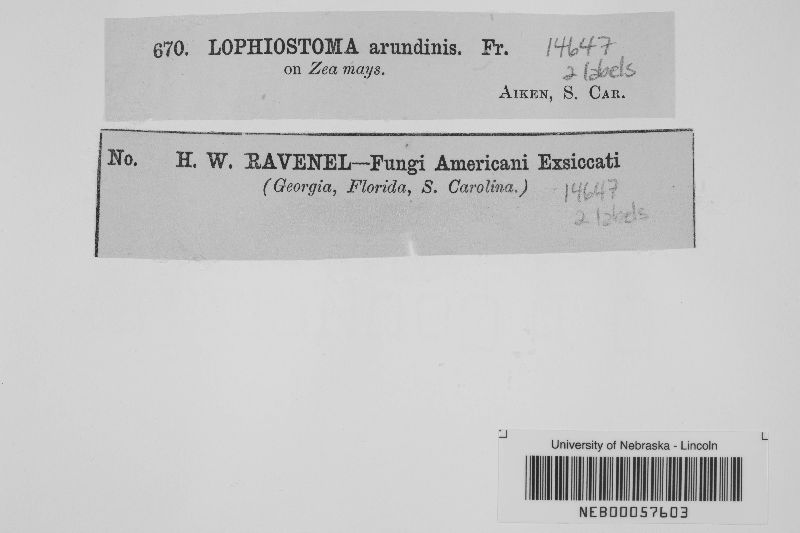 670. LOPHIOSTOMA arundinis. Fr. 14647
on Zea mays. 2 labels
AIKEN, S. CAR.
No. H. W. RAVENEL—Fungi Americani Exsiccati
(Georgia, Florida, S. Carolina.) 14647
2 labels
University of Nebraska - Lincoln
NEB00057603